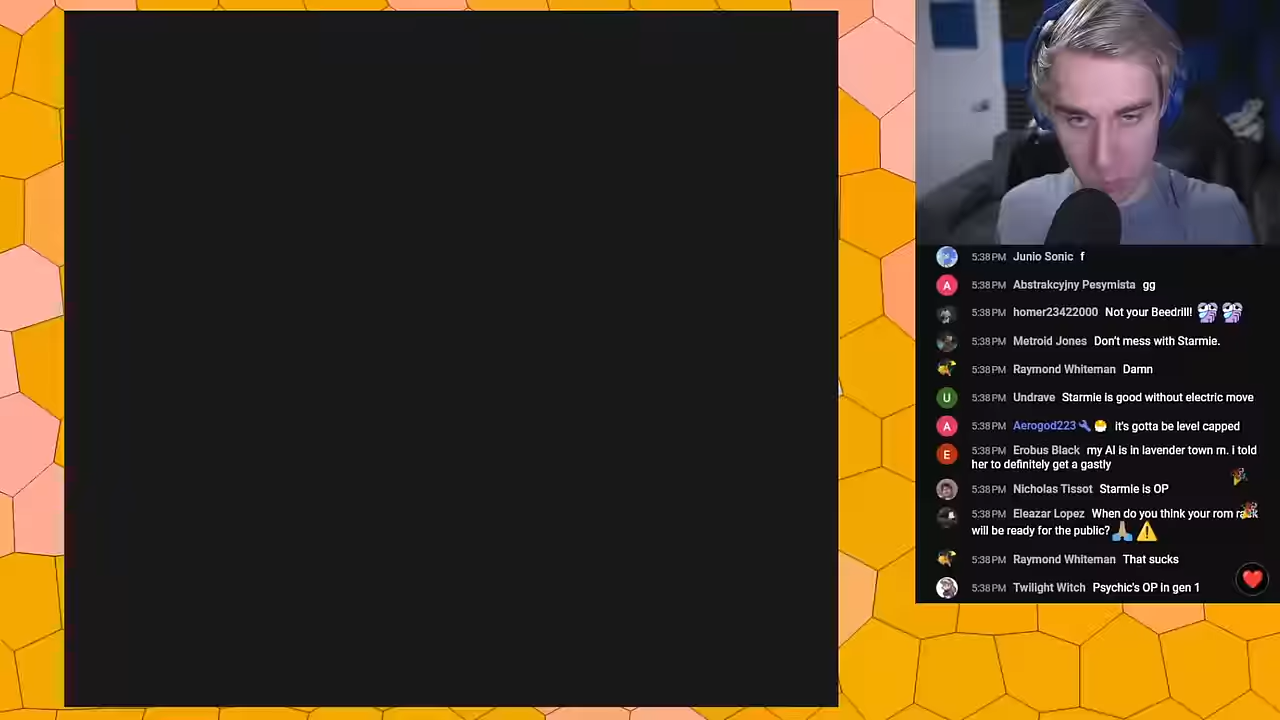 5:38 PM Junio Sonic f
A 5:38 PM Abstrakcyjny Pesymista gg
5:38 PM homer23422000 Not your Beedrill!
5:38 PM Metroid Jones Don't mess with Starmie.
5:38 PM Raymond Whiteman Damn
U 5:38 PM Undrave Starmie is good without electric move
A 5:38 PM Aerogod223 it's gotta be level capped
E 5:38 PM Erobus Black my AI is in lavender town rn. i told
her to definitely get a gastly
5:38 PM Nicholas Tissot Starmie is OP
5:38 PM Eleazar Lopez When do you think your rom
will be ready for the public?
5:38 PM Raymond Whiteman That sucks
5:38 PM Twilight Witch Psychic's OP in gen 1